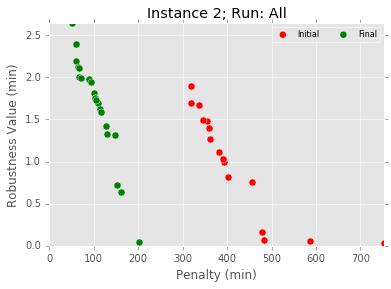 Instance 2; Run: All
Initial Final
2.5
2.0
1.5
1.0
0.5
0.0
Robustness Value (min)
0 100 200 300 400 500 600 700
Penalty (min)